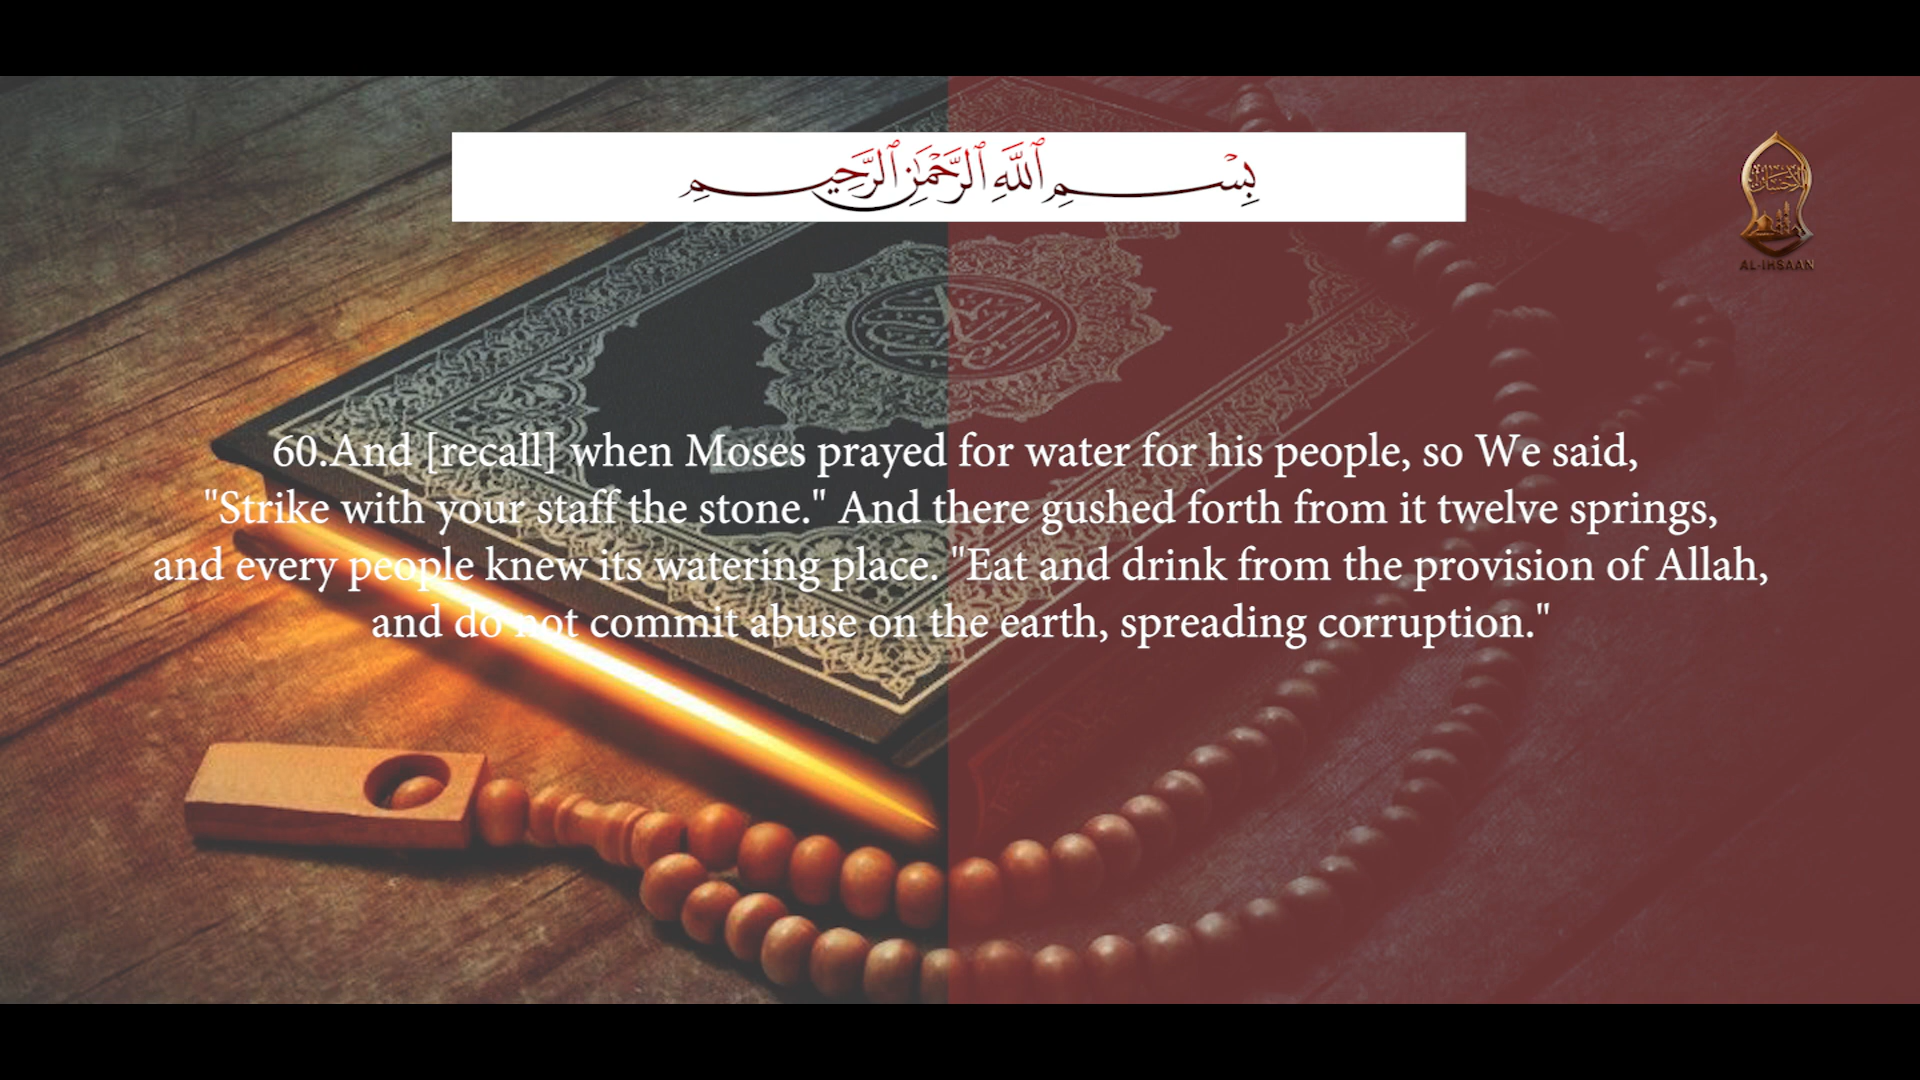 بِسْمِ ٱللَّهِ ٱلرَّحْمَٰنِ ٱلرَّحِيمِ
AL-IHSAAN
60.And [recall] when Moses prayed for water for his people, so We said,
"Strike with your staff the stone." And there gushed forth from it twelve springs,
and every people knew its watering place. "Eat and drink from the provision of Allah,
and do not commit abuse on the earth, spreading corruption."